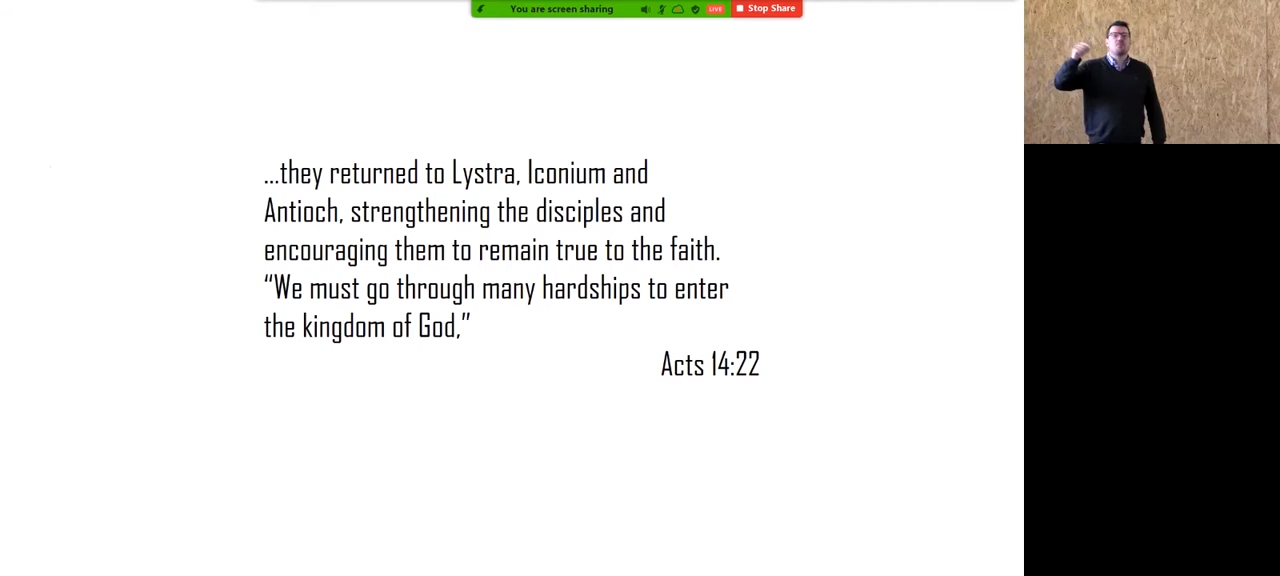 You are screen sharing LIVE Stop Share
...they returned to Lystra, Iconium and
Antioch, strengthening the disciples and
encouraging them to remain true to the faith.
“We must go through many hardships to enter
the kingdom of God,”
Acts 14:22